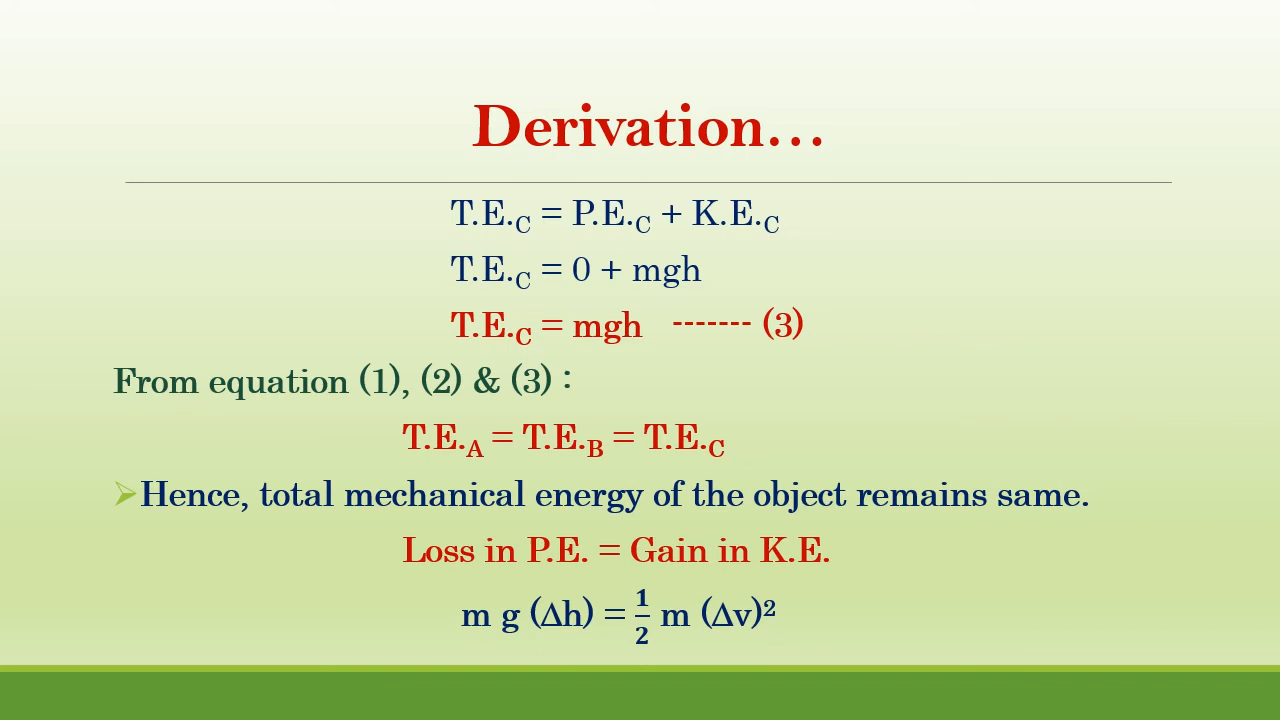 Derivation...
T.E.C = P.E.C + K.E.C
T.E.C = 0 + mgh
T.E.C = mgh ------- (3)
From equation (1), (2) & (3) :
T.E.A = T.E.B = T.E.C
➢Hence, total mechanical energy of the object remains same.
Loss in P.E. = Gain in K.E.
m g (Δh) = 1/2 m (Δv)²